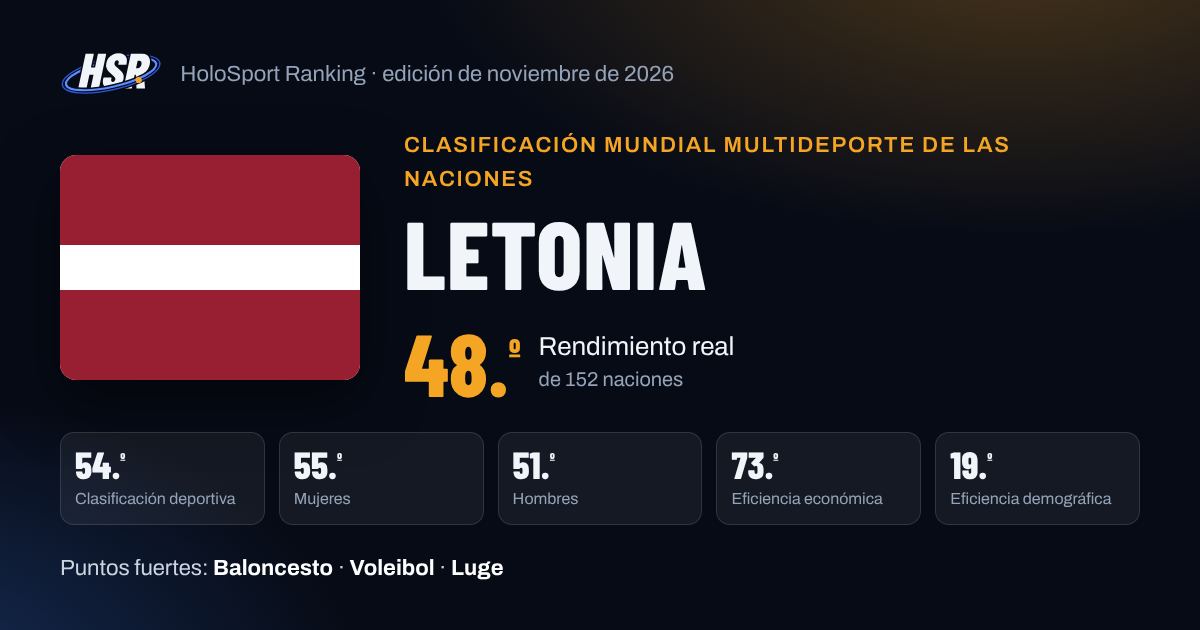 HSR
HoloSport Ranking · edición de noviembre de 2026
CLASIFICACIÓN MUNDIAL MULTIDEPORTE DE LAS
NACIONES
LETONIA
48.º
Rendimiento real
de 152 naciones
54.º
Clasificación deportiva
55.º
Mujeres
51.º
Hombres
73.º
Eficiencia económica
19.º
Eficiencia demográfica
Puntos fuertes: Baloncesto · Voleibol · Luge